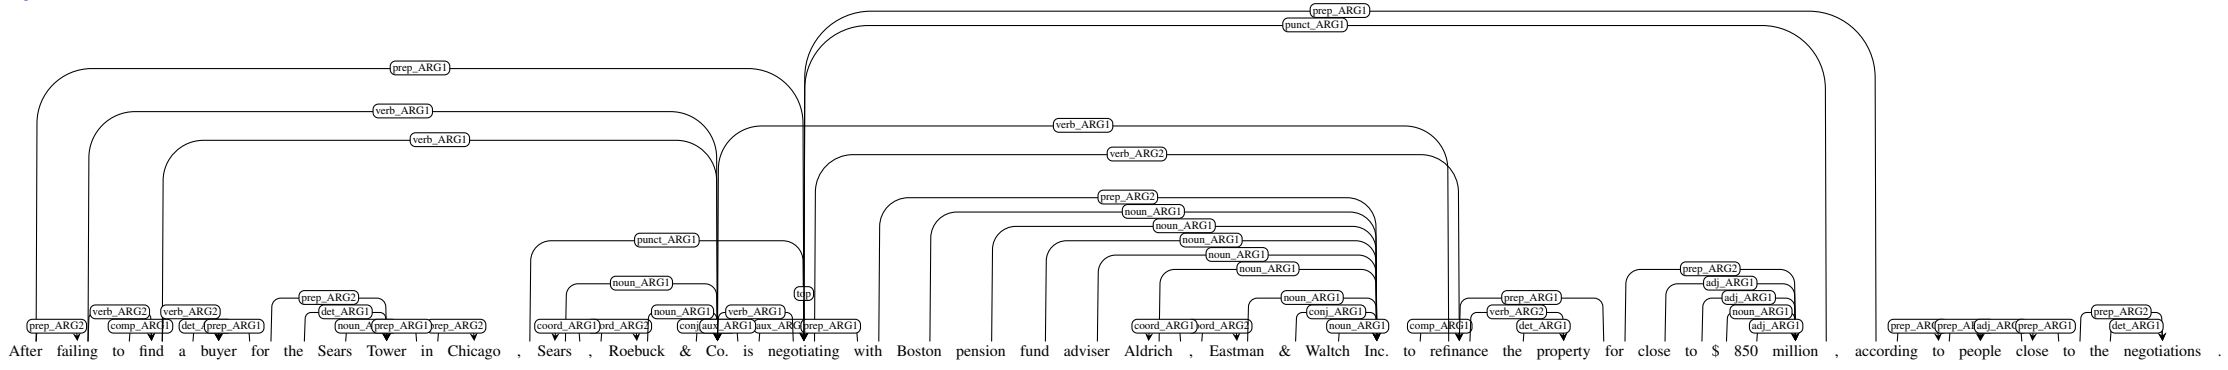 prep_ARG1
punct_ARG1
prep_ARG1
verb_ARG1
verb_ARG1
verb_ARG1
verb_ARG2
prep_ARG2
noun_ARG1
noun_ARG1
punct_ARG1 noun_ARG1
noun_ARG1
noun_ARG1 prep_ARG2
noun_ARG1 adj_ARG1
prep_ARG2 top noun_ARG1 prep_ARG1 adj_ARG1
verb_ARG2 verb_ARG2 det_ARG1 noun_ARG1 verb_ARG1 conj_ARG1 verb_ARG2 noun_ARG1 prep_ARG2
prep_ARG2 comp_ARG1 prep_ARG1 prep_ARG1 prep_ARG2 coord_ARG1 aux_ARG1 prep_ARG1 coord_ARG1 noun_ARG1 comp_ARG1 det_ARG1 adj_ARG1 prep_ARG1 det_ARG1
After failing to find a buyer for the Sears Tower in Chicago , Sears , Roebuck & Co. is negotiating with Boston pension fund adviser Aldrich , Eastman & Waltch Inc. to refinance the property for close to $ 850 million , according to people close to the negotiations .